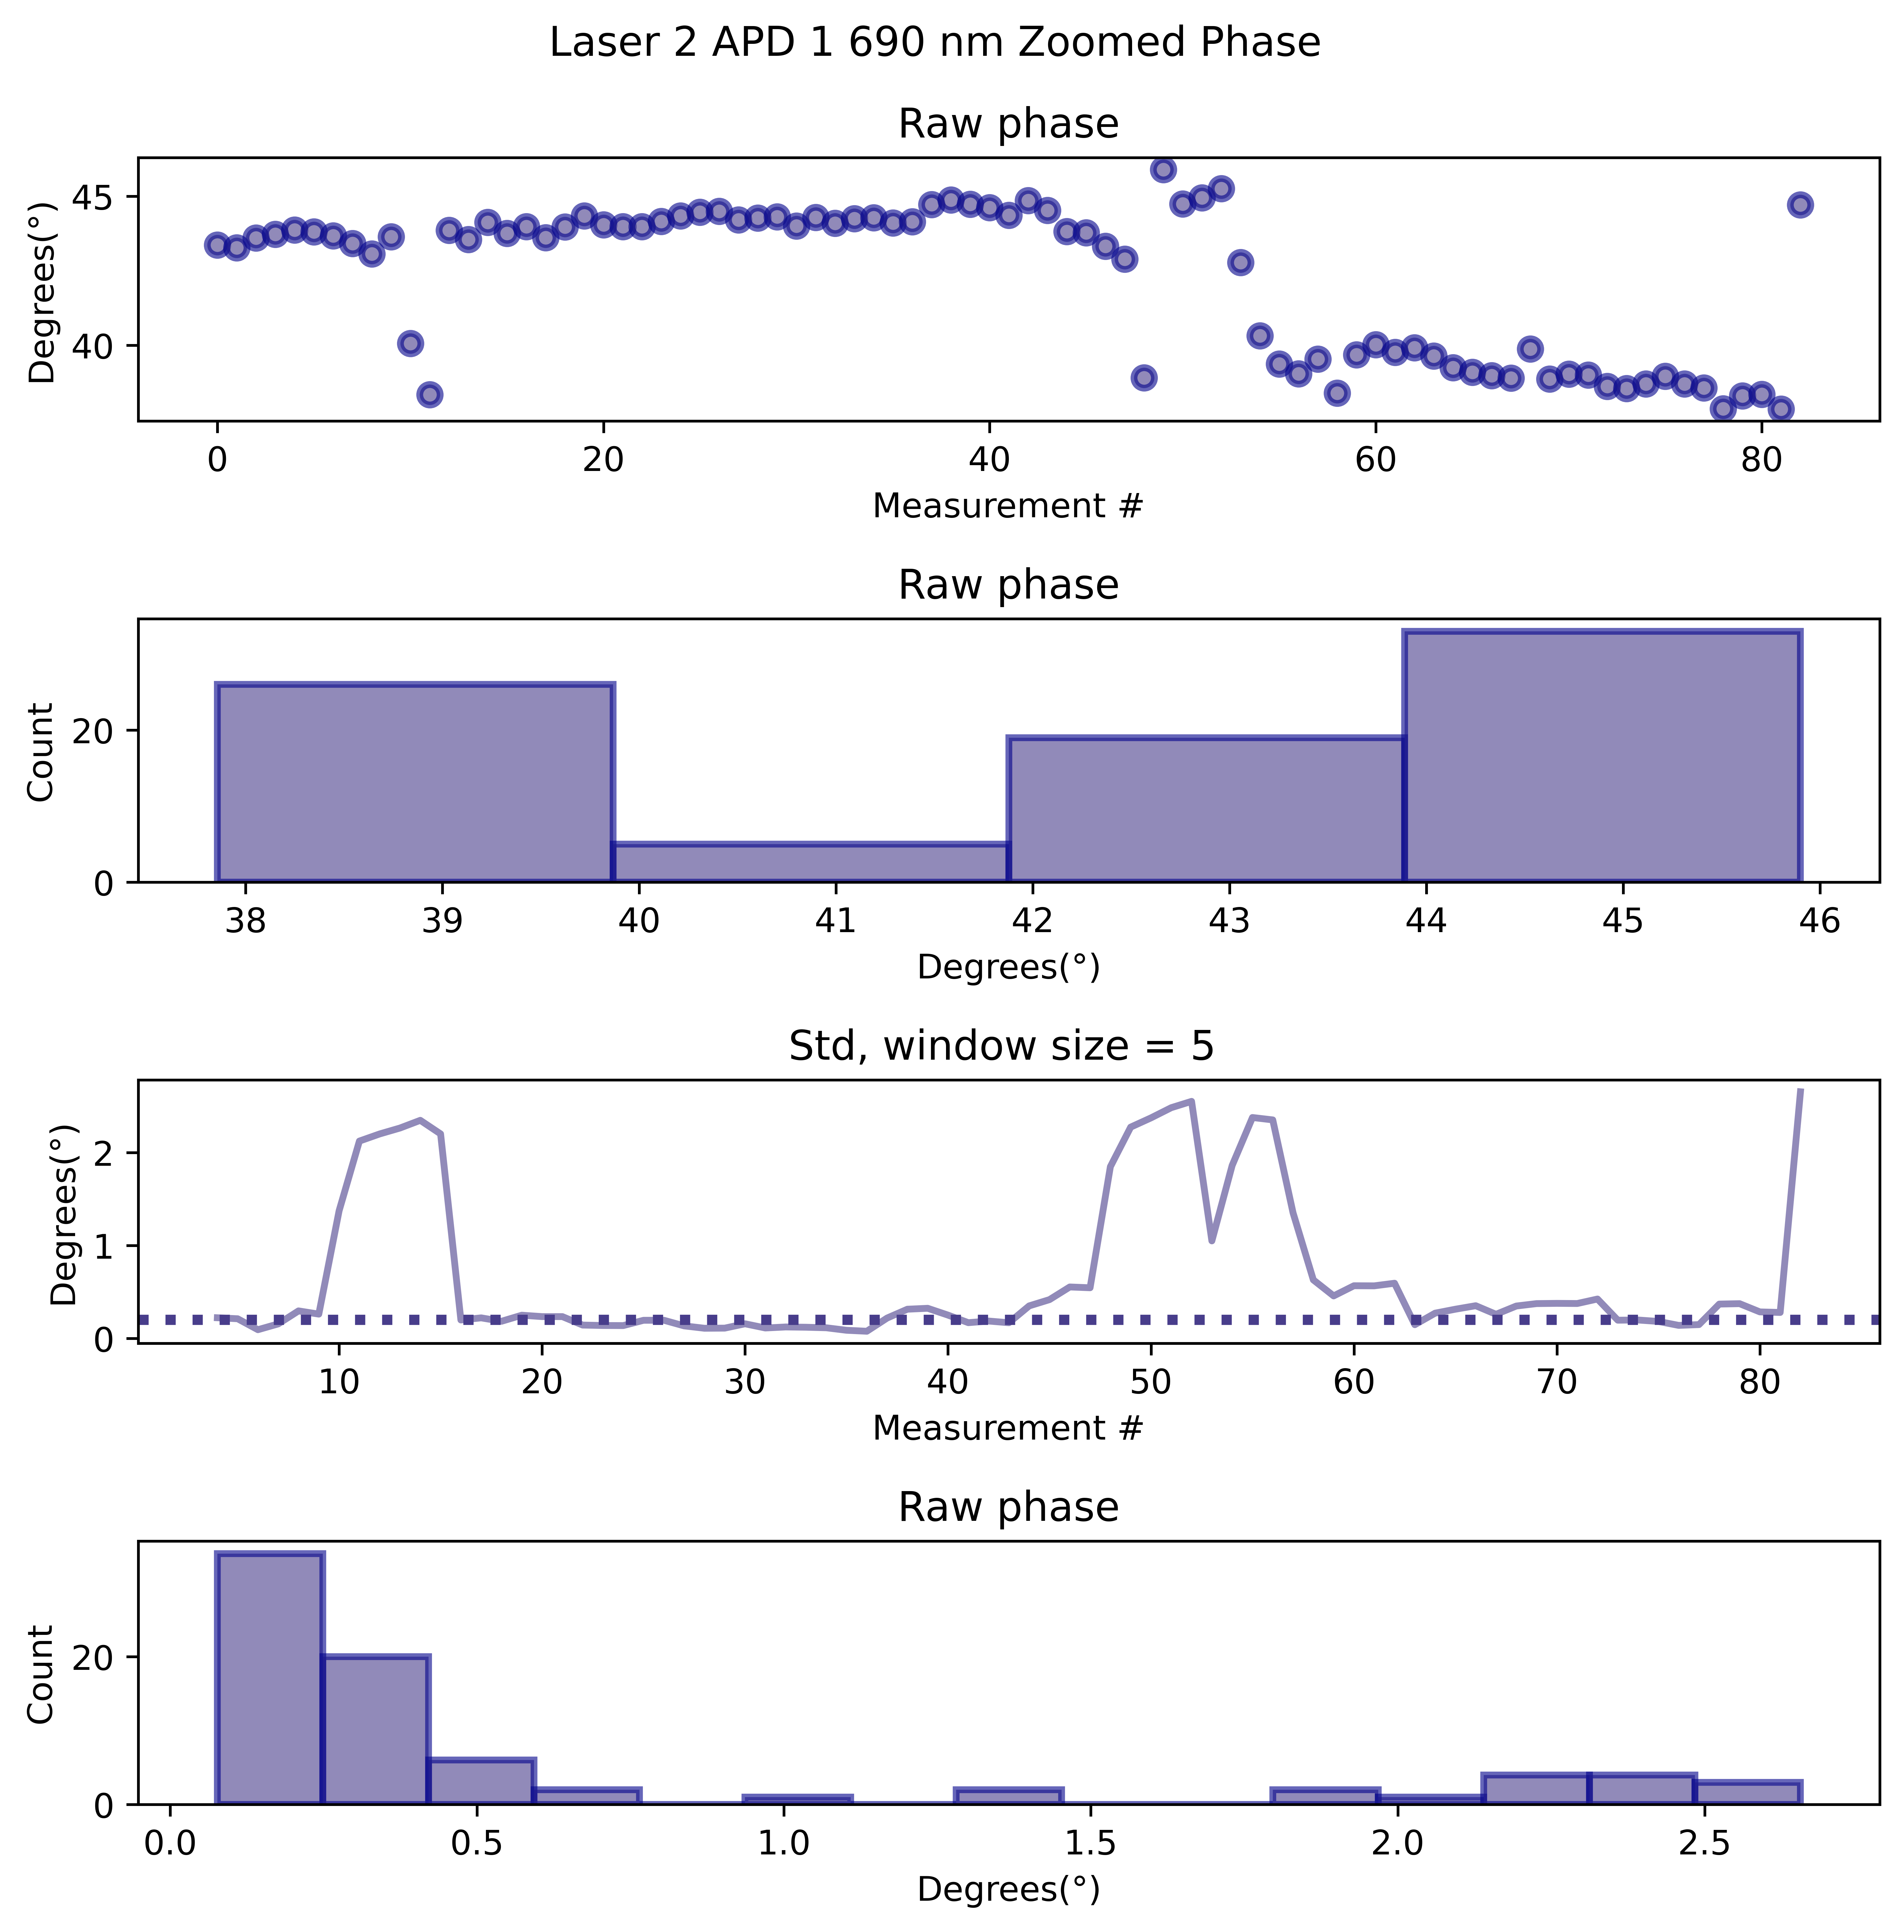 Laser 2 APD 1 690 nm Zoomed Phase
Raw phase
Degrees(°)
45
40
0 20 40 60 80
Measurement #
Raw phase
Count
20
0
38 39 40 41 42 43 44 45 46
Degrees(°)
Std, window size = 5
Degrees(°)
2
1
0
10 20 30 40 50 60 70 80
Measurement #
Raw phase
Count
20
0
0.0 0.5 1.0 1.5 2.0 2.5
Degrees(°)